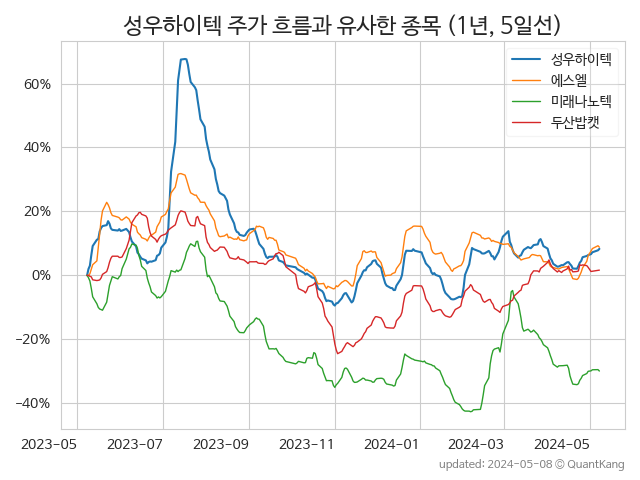 성우하이텍 주가 흐름과 유사한 종목 (1년, 5일선)
성우하이텍
에스엘
미래나노텍
두산밥캣
60%
40%
20%
0%
−20%
−40%
2023-05 2023-07 2023-09 2023-11 2024-01 2024-03 2024-05
updated: 2024-05-08 © QuantKang